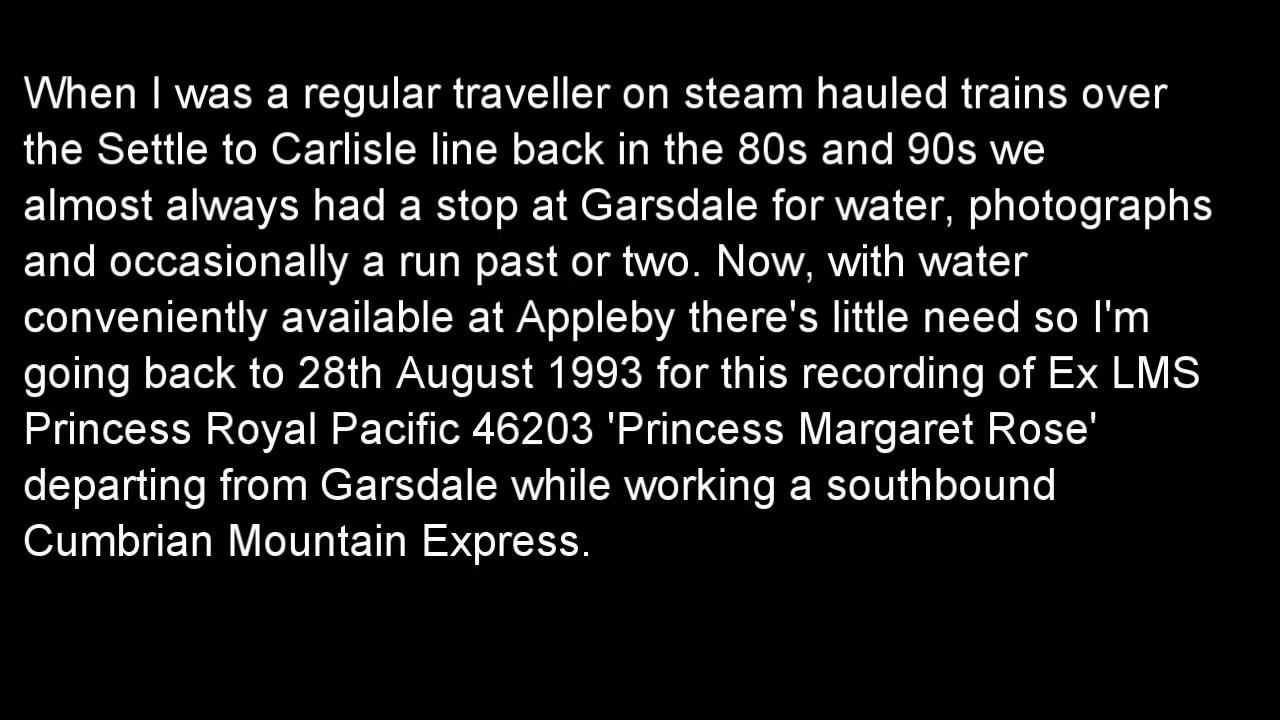 When I was a regular traveller on steam hauled trains over
the Settle to Carlisle line back in the 80s and 90s we
almost always had a stop at Garsdale for water, photographs
and occasionally a run past or two. Now, with water
conveniently available at Appleby there's little need so I'm
going back to 28th August 1993 for this recording of Ex LMS
Princess Royal Pacific 46203 'Princess Margaret Rose'
departing from Garsdale while working a southbound
Cumbrian Mountain Express.